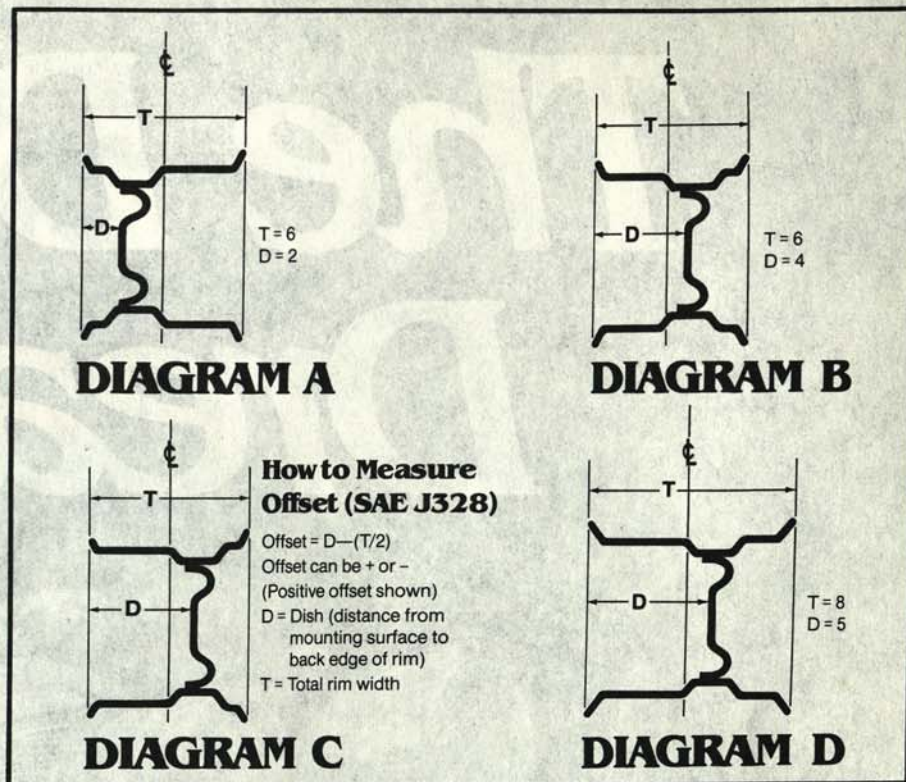 ℄
T
D
T = 6
D = 2
DIAGRAM A
℄
T
D
T = 6
D = 4
DIAGRAM B
℄
T
D
How to Measure
Offset (SAE J328)
Offset = D—(T/2)
Offset can be + or –
(Positive offset shown)
D = Dish (distance from
mounting surface to
back edge of rim)
T = Total rim width
DIAGRAM C
℄
T
D
T = 8
D = 5
DIAGRAM D